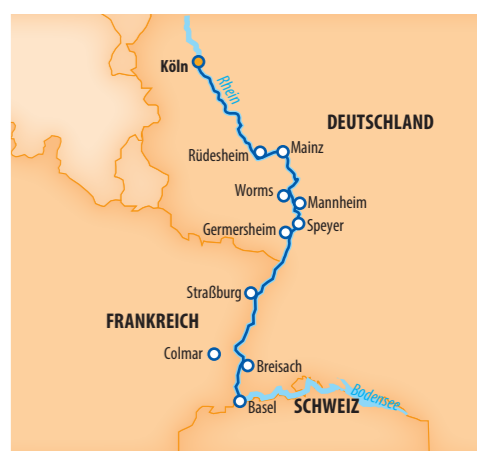 Köln
Rhein
DEUTSCHLAND
Rüdesheim
Mainz
Worms
Mannheim
Speyer
Germersheim
Straßburg
FRANKREICH
Colmar
Breisach
Bodensee
Basel
SCHWEIZ